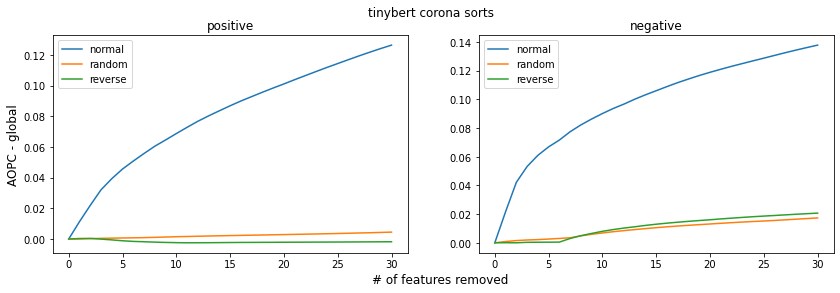 tinybert corona sorts
positive
negative
AOPC - global
0.12
0.10
0.08
0.06
0.04
0.02
0.00
normal
random
reverse
0 5 10 15 20 25 30
0.14
0.12
0.10
0.08
0.06
0.04
0.02
0.00
normal
random
reverse
0 5 10 15 20 25 30
# of features removed